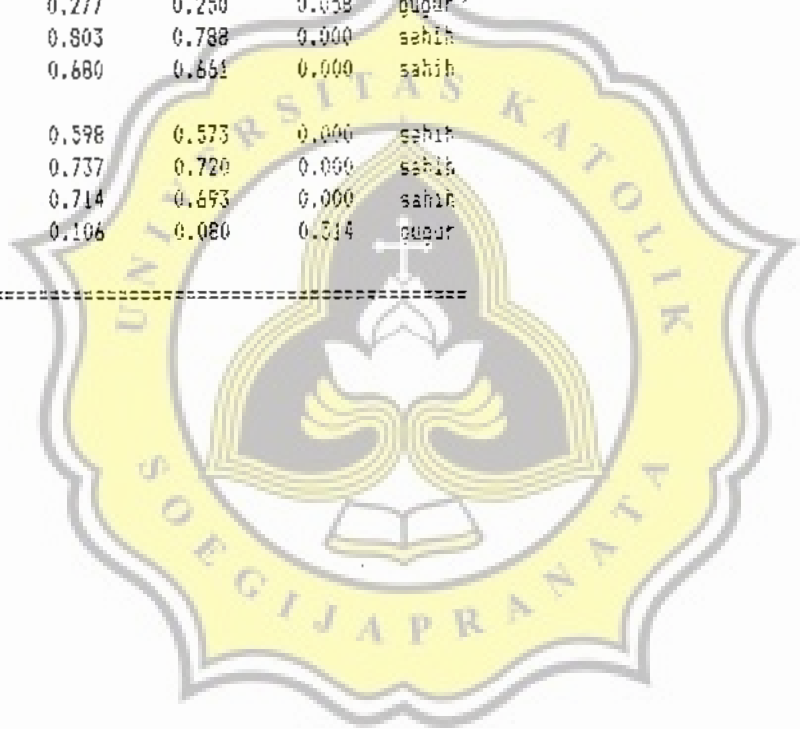 0.277 0.250 0.058 gugur
0.803 0.788 0.000 sahih
0.680 0.661 0.000 sahih
0.598 0.573 0.000 sahih
0.737 0.720 0.000 sahih
0.714 0.693 0.000 sahih
0.106 0.080 0.314 gugur
UNIVERSITAS KATOLIK
SOEGIJAPRANATA